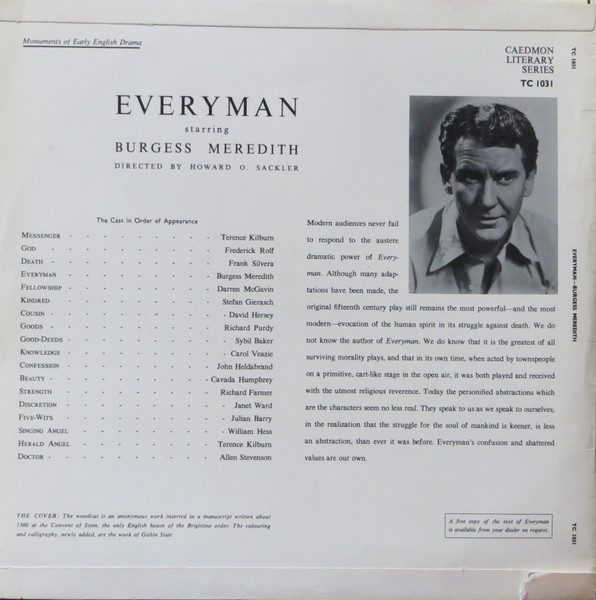 Monuments of Early English Drama
CAEDMON
LITERARY
SERIES
TC 1031
TC 1031
EVERYMAN
starring
BURGESS MEREDITH
DIRECTED BY HOWARD O. SACKLER
The Cast in Order of Appearance
MESSENGER - - - - - - - - - - Terence Kilburn
GOD - - - - - - - - - - Frederick Rolf
DEATH - - - - - - - - - - Frank Silvera
EVERYMAN - - - - - - - - - Burgess Meredith
FELLOWSHIP - - - - - - - - - Darren McGavin
KINDRED - - - - - - - - - Stefan Gierasch
COUSIN - - - - - - - - - - David Hersey
GOODS - - - - - - - - - - Richard Purdy
GOOD-DEEDS - - - - - - - - - Sybil Baker
KNOWLEDGE - - - - - - - - - Carol Veazie
CONFESSION - - - - - - - - - John Heldabrand
BEAUTY - - - - - - - - - Cavada Humphrey
STRENGTH - - - - - - - - - Richard Farmer
DISCRETION - - - - - - - - - Janet Ward
FIVE-WITS - - - - - - - - - Julian Barry
SINGING ANGEL - - - - - - - - William Hess
HERALD ANGEL - - - - - - - - Terence Kilburn
DOCTOR - - - - - - - - - - Allen Stevenson
Modern audiences never fail
to respond to the austere
dramatic power of Every-
man. Although many adap-
tations have been made, the
original fifteenth century play still remains the most powerful—and the most
modern—evocation of the human spirit in its struggle against death. We do
not know the author of Everyman. We do know that it is the greatest of all
surviving morality plays, and that in its own time, when acted by townspeople
on a primitive, cart-like stage in the open air, it was both played and received
with the utmost religious reverence. Today the personified abstractions which
are the characters seem no less real. They speak to us as we speak to ourselves,
in the realization that the struggle for the soul of mankind is keener, is less
an abstraction, than ever it was before. Everyman's confusion and shattered
values are our own.
EVERYMAN—BURGESS MEREDITH
THE COVER: The woodcut is an anonymous work inserted in a manuscript written about
1500 at the Convent of Syon, the only English house of the Brigittine order. The colouring
and calligraphy, newly added, are the work of Gobin Stair.
A free copy of the text of Everyman
is available from your dealer on request.
TC 1031